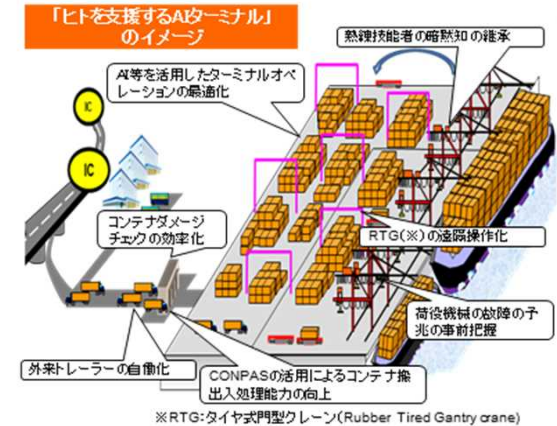 「ヒトを支援するAIターミナル」
のイメージ
熟練技能者の暗黙知の継承
AI等を活用したターミナルオペ
レーションの最適化
IC
IC
コンテナダメージ
チェックの効率化
RTG(※)の遠隔操作化
荷役機械の故障の予
兆の事前把握
外来トレーラーの自働化
CONPASの活用によるコンテナ搬
出入処理能力の向上
※RTG:タイヤ式門型クレーン(Rubber Tired Gantry crane)